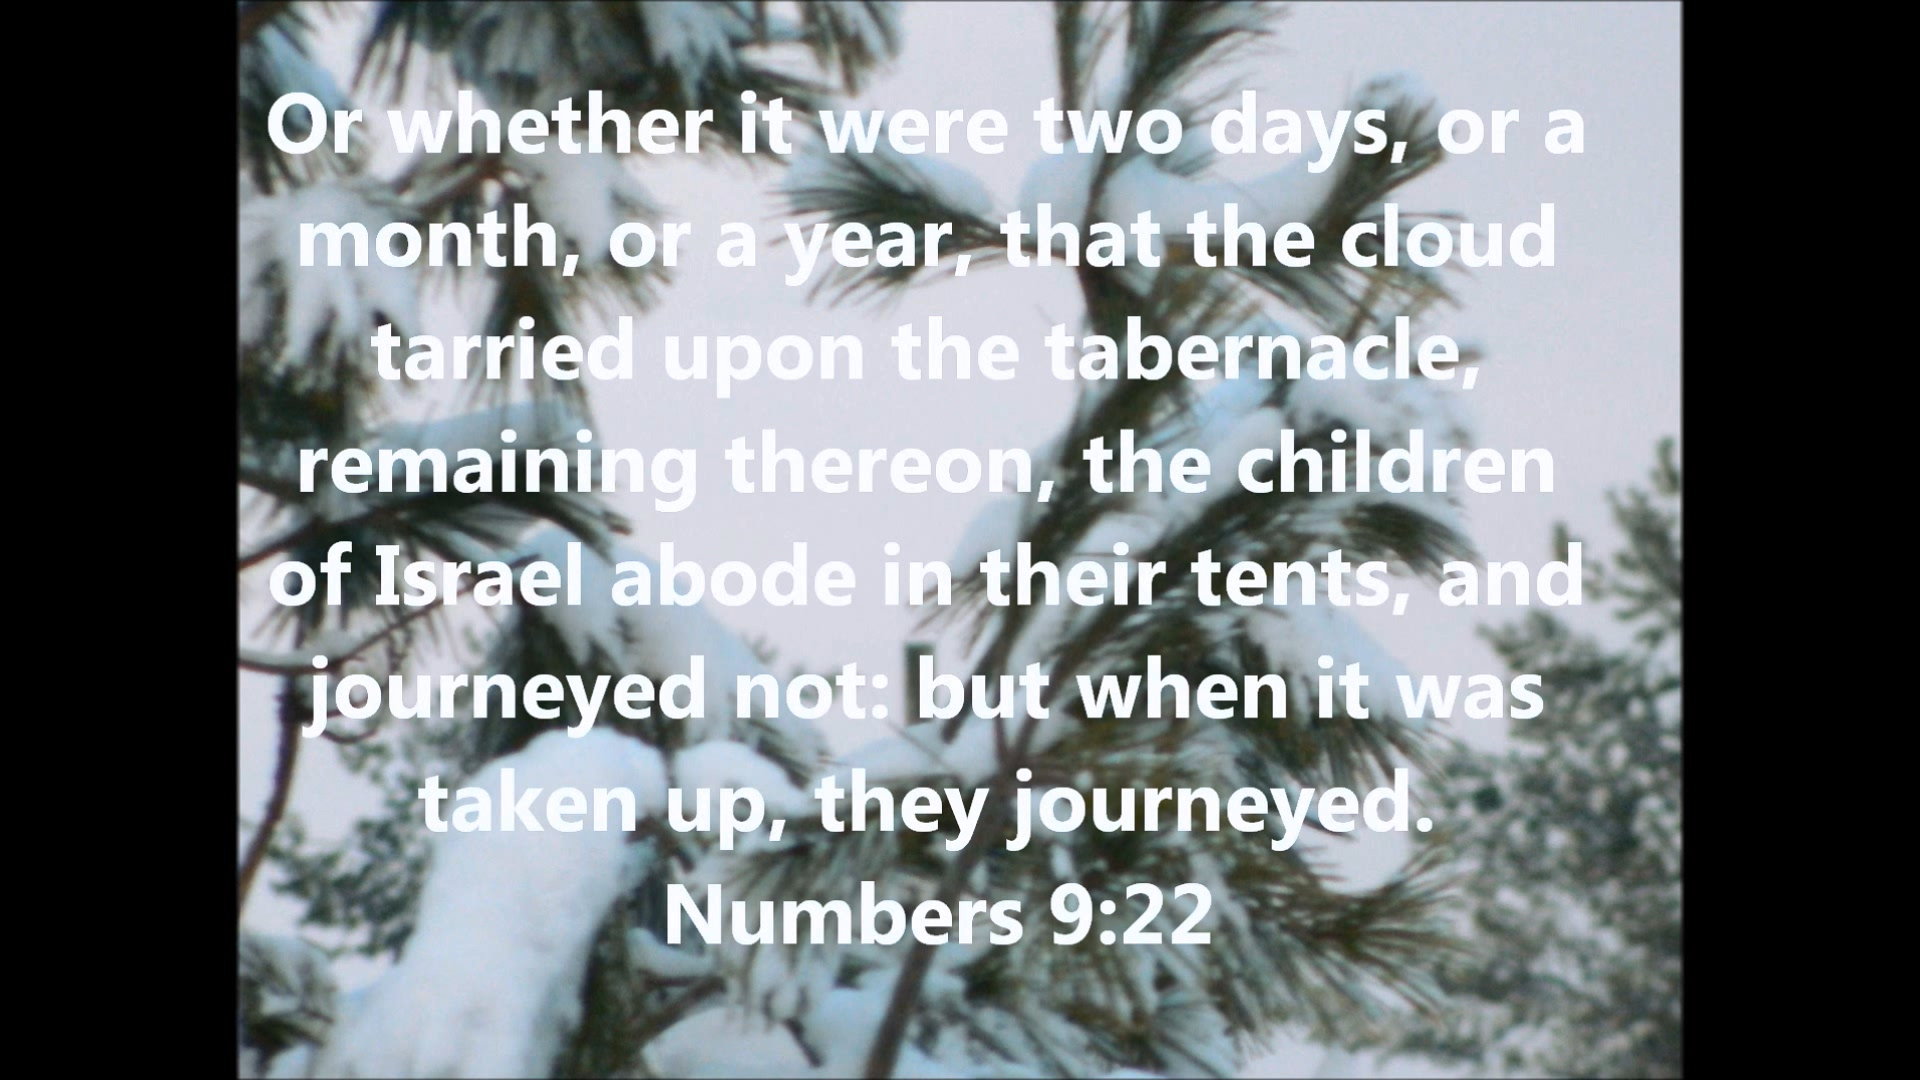 Or whether it were two days, or a
month, or a year, that the cloud
tarried upon the tabernacle,
remaining thereon, the children
of Israel abode in their tents, and
journeyed not: but when it was
taken up, they journeyed.
Numbers 9:22